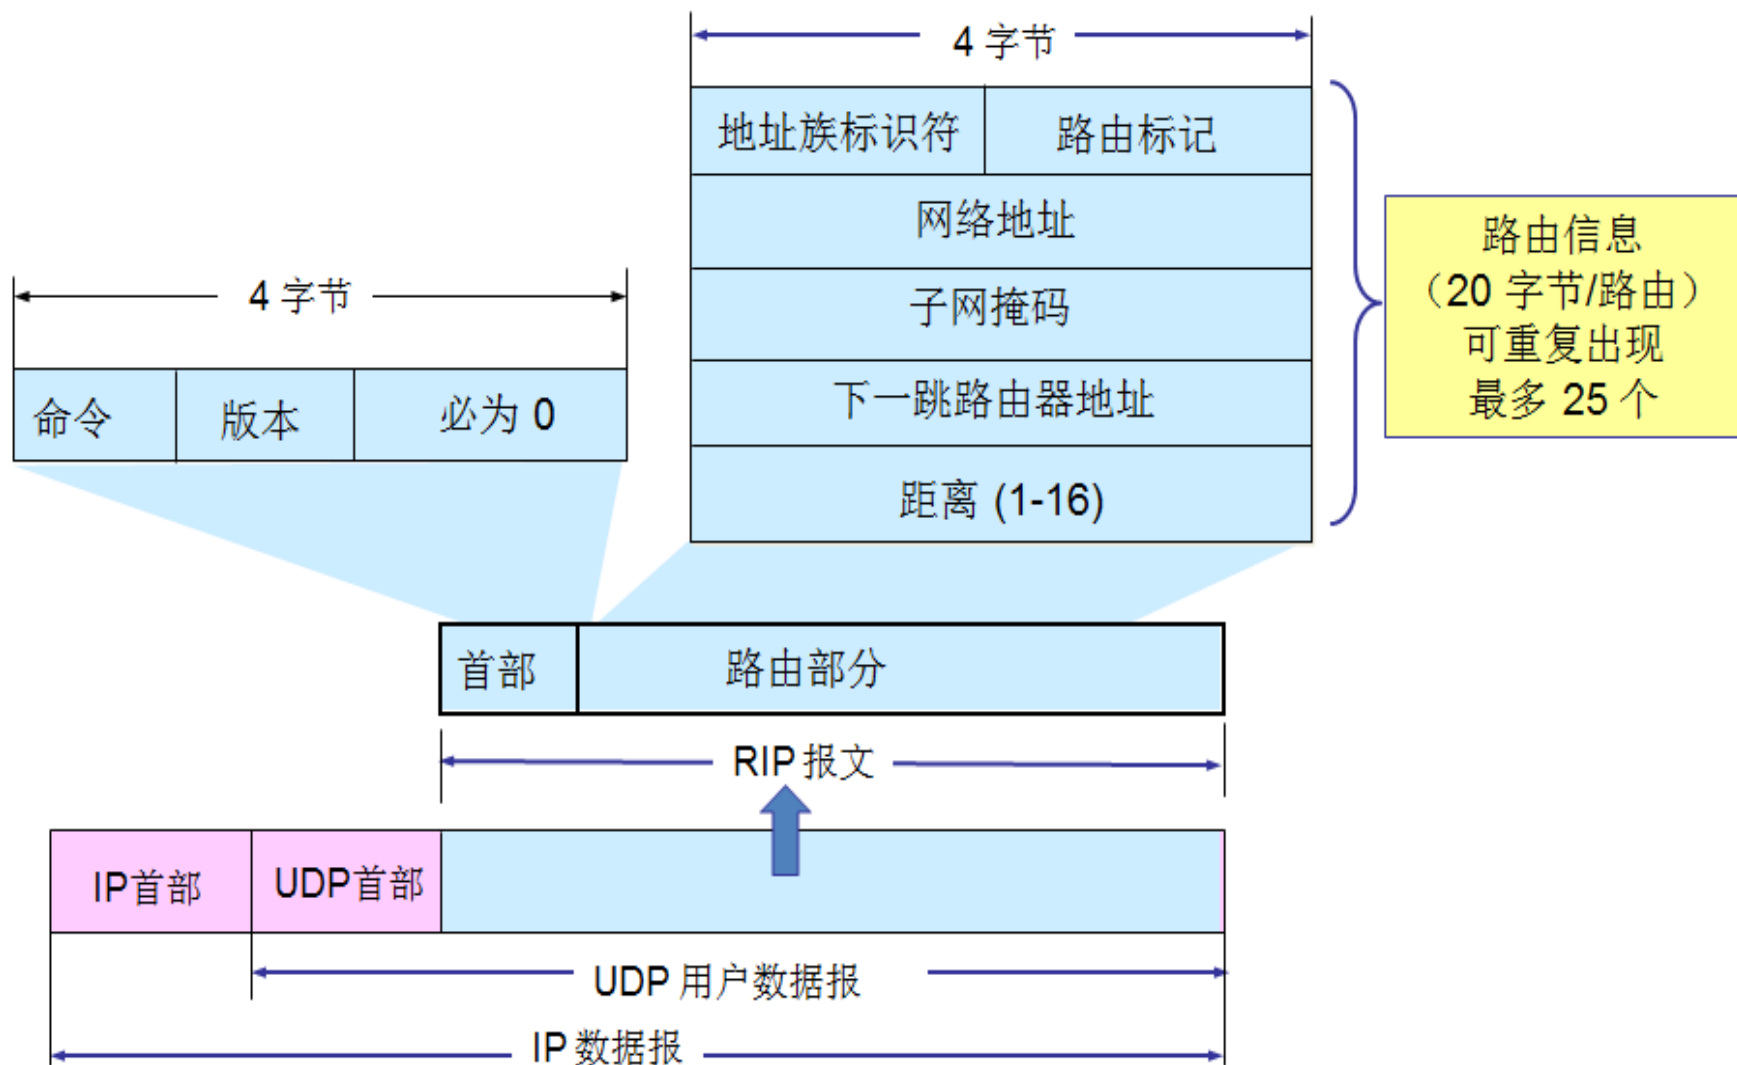 4 字节
地址族标识符
路由标记
网络地址
子网掩码
下一跳路由器地址
距离 (1-16)
路由信息
（20 字节/路由）
可重复出现
最多 25 个
4 字节
命令
版本
必为 0
首部
路由部分
RIP 报文
IP首部
UDP首部
UDP 用户数据报
IP 数据报